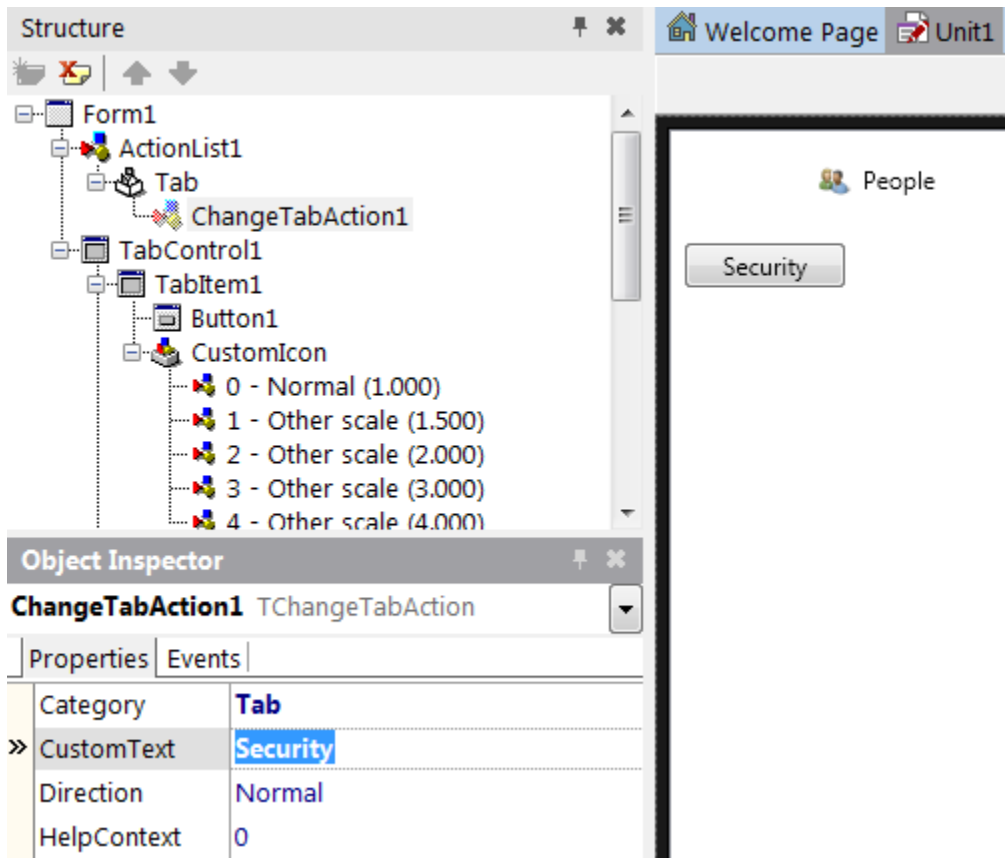 Structure
Form1
ActionList1
Tab
ChangeTabAction1
TabControl1
TabItem1
Button1
CustomIcon
0 - Normal (1.000)
1 - Other scale (1.500)
2 - Other scale (2.000)
3 - Other scale (3.000)
4 - Other scale (4.000)
Object Inspector
ChangeTabAction1 TChangeTabAction
Properties Events
Category Tab
» CustomText Security
Direction Normal
HelpContext 0
Welcome Page Unit1
People
Security